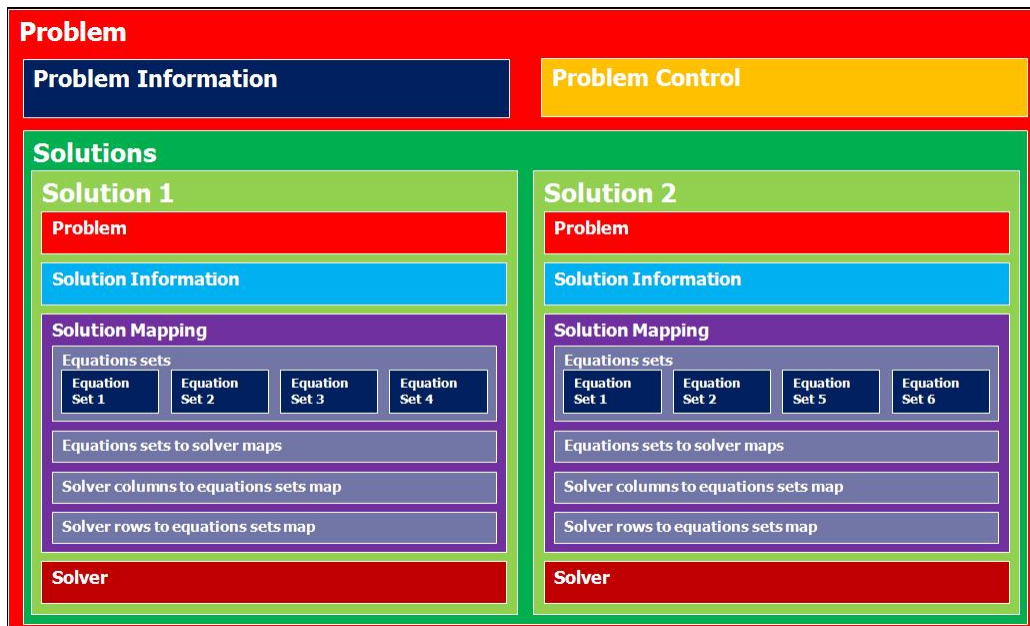 Problem
Problem Information
Problem Control
Solutions
Solution 1
Problem
Solution Information
Solution Mapping
Equations sets
Equation
Set 1
Equation
Set 2
Equation
Set 3
Equation
Set 4
Equations sets to solver maps
Solver columns to equations sets map
Solver rows to equations sets map
Solver
Solution 2
Problem
Solution Information
Solution Mapping
Equations sets
Equation
Set 1
Equation
Set 2
Equation
Set 5
Equation
Set 6
Equations sets to solver maps
Solver columns to equations sets map
Solver rows to equations sets map
Solver